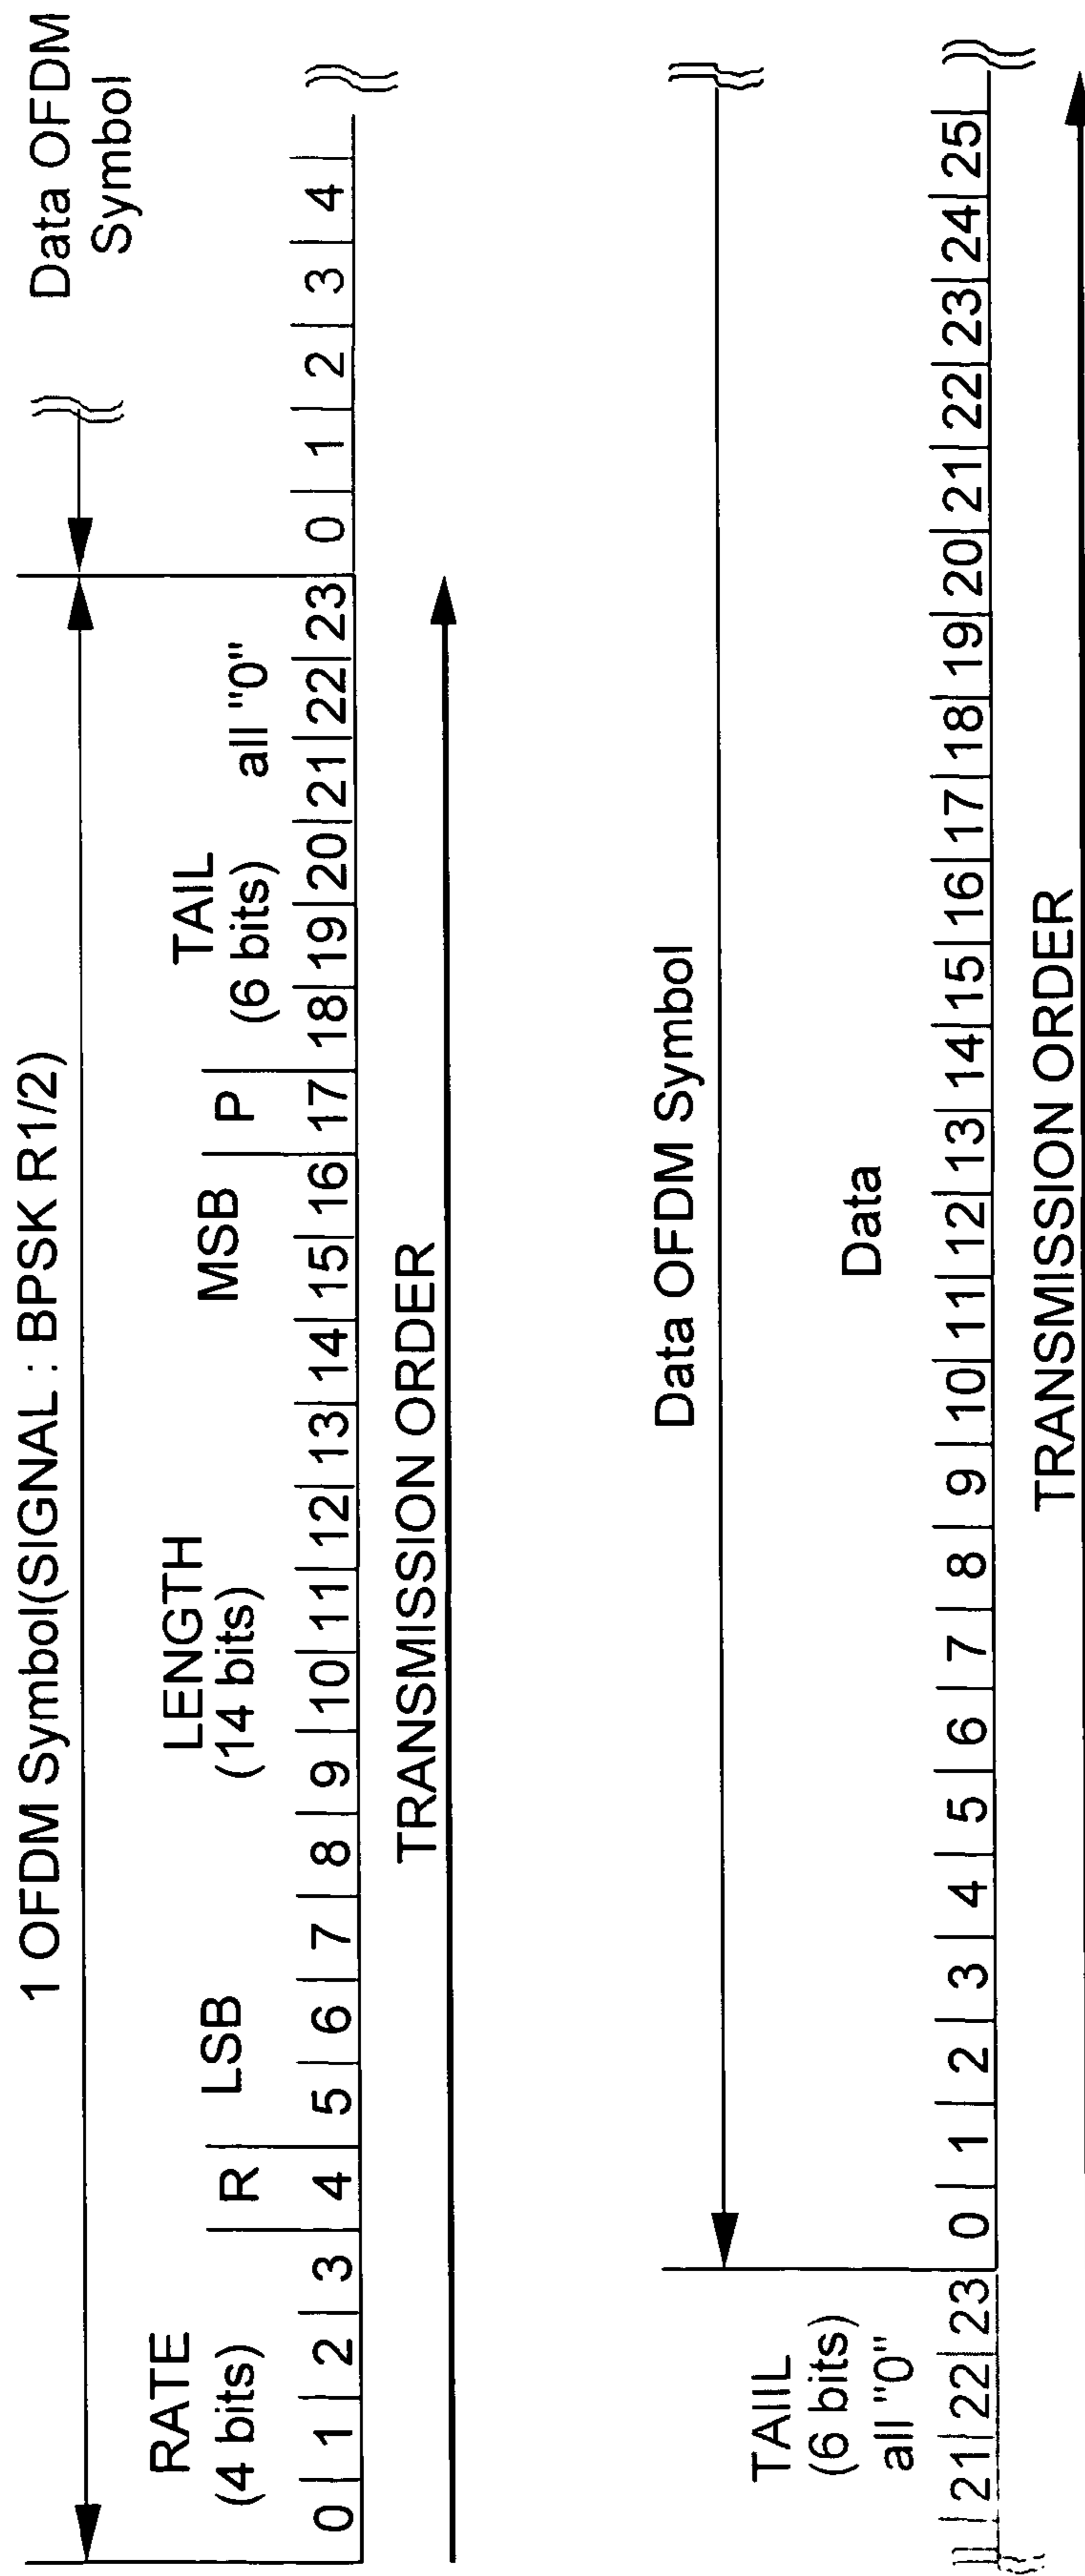 1 OFDM Symbol(SIGNAL : BPSK R1/2)
Data OFDM
Symbol
RATE
(4 bits)
R
LSB
LENGTH
(14 bits)
MSB
P
TAIL
(6 bits)
all "0"
0 1 2 3 4 5 6 7 8 9 10 11 12 13 14 15 16 17 18 19 20 21 22 23 0 1 2 3 4
TRANSMISSION ORDER
Data OFDM Symbol
TAIIL
(6 bits)
all "0"
Data
21 22 23 0 1 2 3 4 5 6 7 8 9 10 11 12 13 14 15 16 17 18 19 20 21 22 23 24 25
TRANSMISSION ORDER